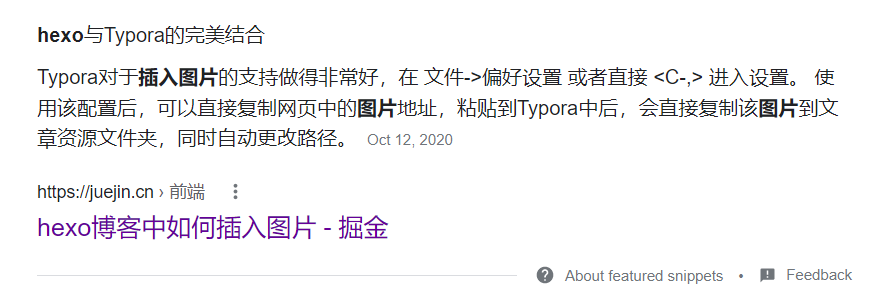 hexo与Typora的完美结合
Typora对于插入图片的支持做得非常好，在 文件->偏好设置 或者直接 <C-,> 进入设置。 使
用该配置后，可以直接复制网页中的图片地址，粘贴到Typora中后，会直接复制该图片到文
章资源文件夹，同时自动更改路径。 Oct 12, 2020
https://juejin.cn › 前端
hexo博客中如何插入图片 - 掘金
About featured snippets • Feedback